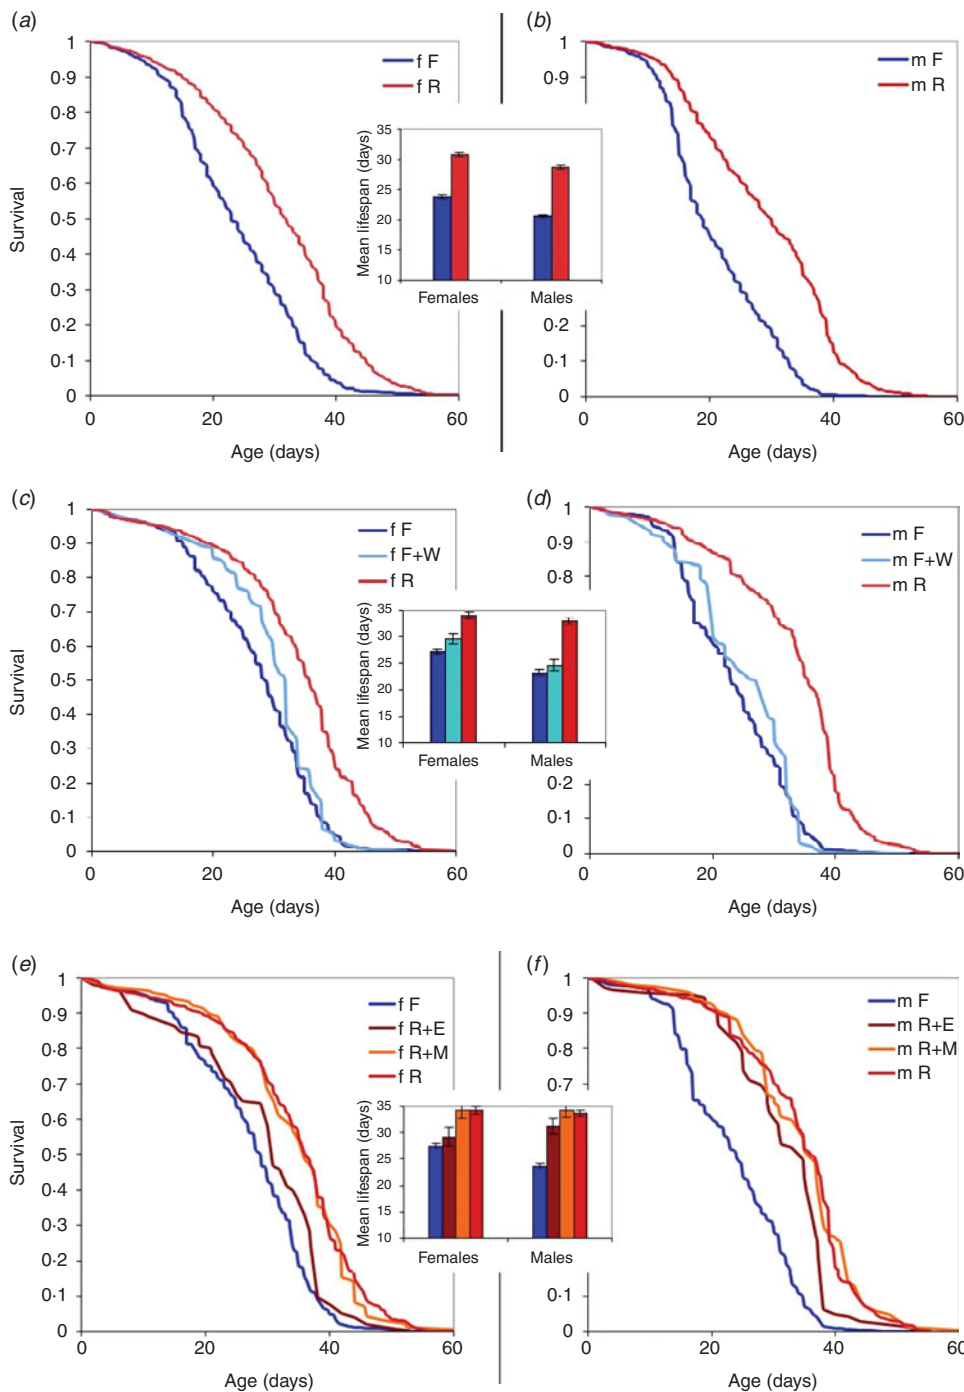 (a)
1
0·9
0·8
0·7
0·6
0·5
0·4
0·3
0·2
0·1
0
Survival
0 20 40 60
Age (days)
f F
f R
(b)
1
0·9
0·2
0·1
0
0 20 40 60
Age (days)
m F
m R
35
30
25
20
15
10
Mean lifespan (days)
Females Males
(c)
1
0·9
0·8
0·7
0·6
0·5
0·4
0·3
0·2
0·1
0
Survival
0 20 40 60
Age (days)
f F
f F+W
f R
(d)
1
0·9
0·8
0·2
0·1
0
0 20 40 60
Age (days)
m F
m F+W
m R
35
31
25
21
15
10
Mean lifespan (days)
Females Males
(e)
1
0·9
0·8
0·7
0·6
0·5
0·4
0·3
0·2
0·1
0
Survival
0 20 40 60
Age (days)
f F
f R+E
f R+M
f R
(f)
1
0·9
0·8
0·7
0·1
0
0 20 40 60
Age (days)
m F
m R+E
m R+M
m R
35
31
25
21
15
10
Mean lifespan (days)
Females Males